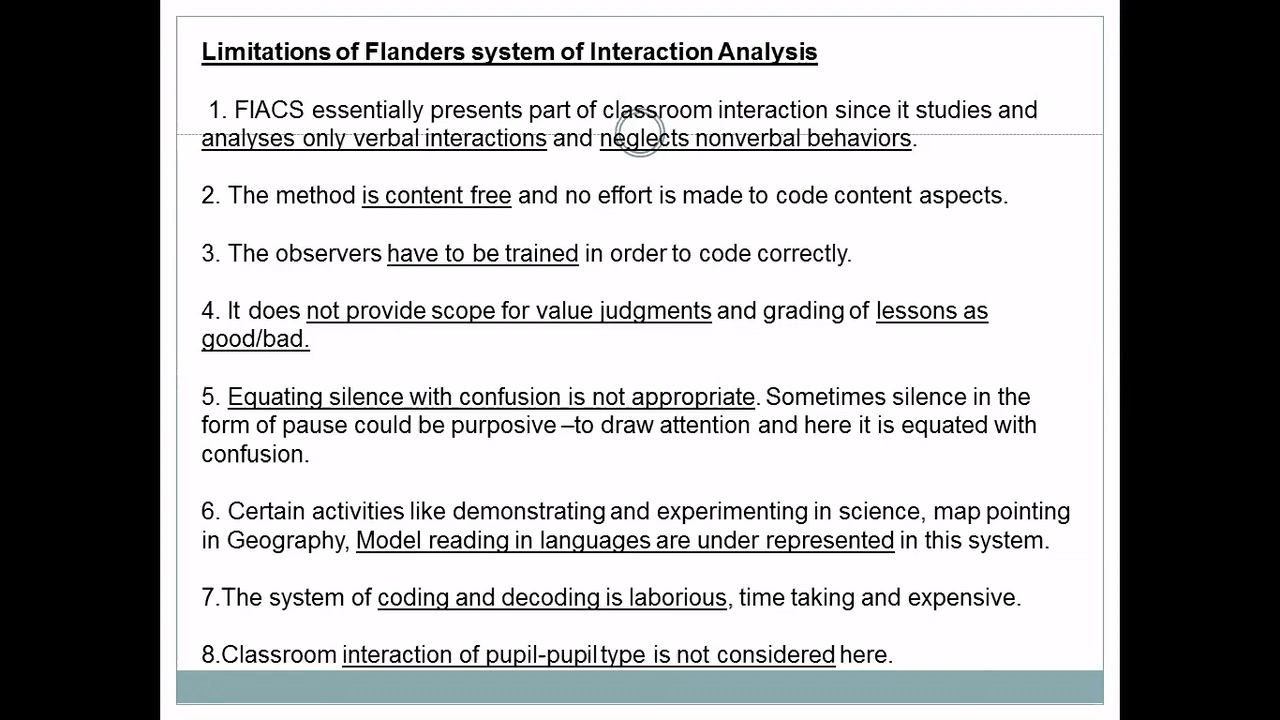 Limitations of Flanders system of Interaction Analysis
1. FIACS essentially presents part of classroom interaction since it studies and
analyses only verbal interactions and neglects nonverbal behaviors.
2. The method is content free and no effort is made to code content aspects.
3. The observers have to be trained in order to code correctly.
4. It does not provide scope for value judgments and grading of lessons as
good/bad.
5. Equating silence with confusion is not appropriate. Sometimes silence in the
form of pause could be purposive –to draw attention and here it is equated with
confusion.
6. Certain activities like demonstrating and experimenting in science, map pointing
in Geography, Model reading in languages are under represented in this system.
7.The system of coding and decoding is laborious, time taking and expensive.
8.Classroom interaction of pupil-pupil type is not considered here.